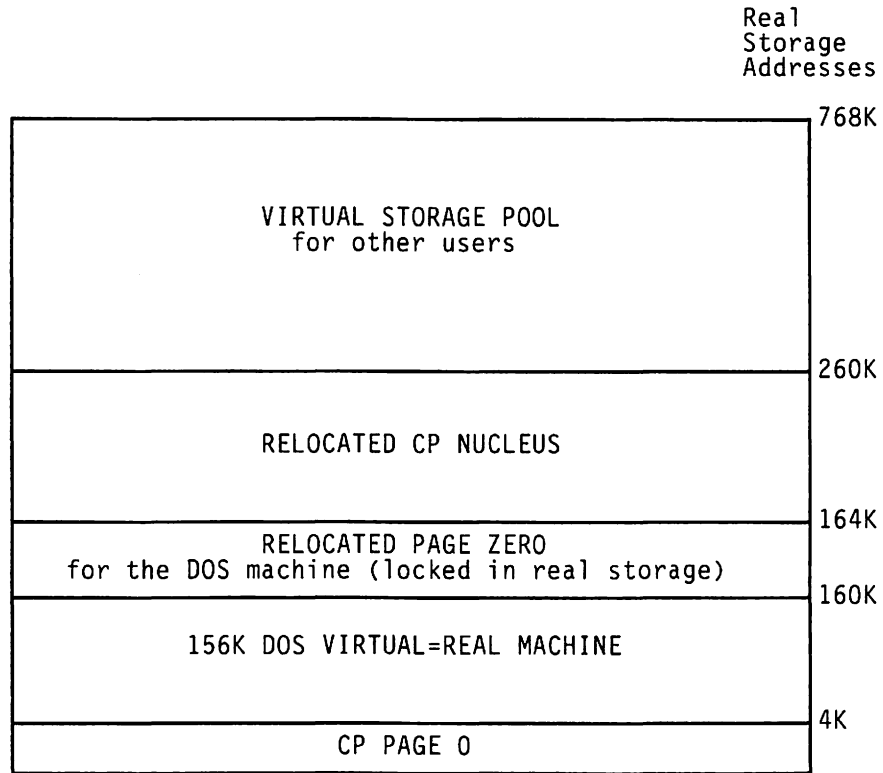 Real
Storage
Addresses
768K
VIRTUAL STORAGE POOL
for other users
260K
RELOCATED CP NUCLEUS
164K
RELOCATED PAGE ZERO
for the DOS machine (locked in real storage)
160K
156K DOS VIRTUAL=REAL MACHINE
4K
CP PAGE 0